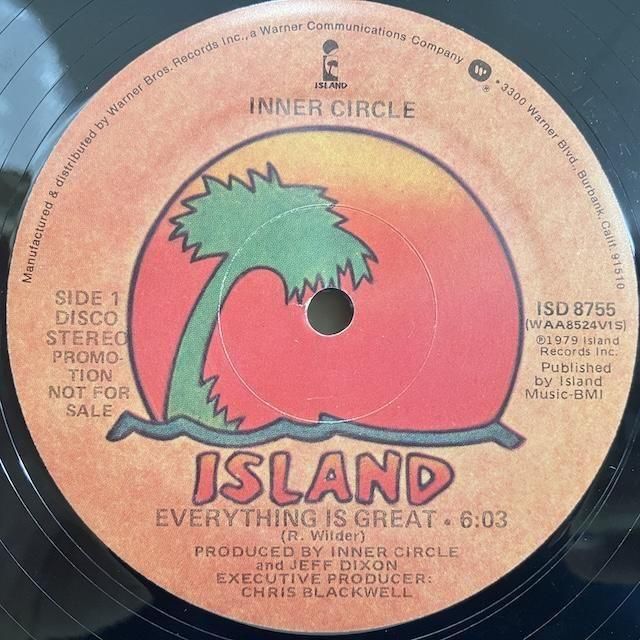 Manufactured & distributed by Warner Bros. Records Inc., a Warner Communications Company W ® • 3300 Warner Blvd., Burbank, Calif. 91510
ISLAND
INNER CIRCLE
SIDE 1
DISCO
STEREO
PROMO-
TION
NOT FOR
SALE
ISD 8755
(WAA8524V1S)
℗1979 Island
Records Inc.
Published
by Island
Music-BMI
ISLAND
EVERYTHING IS GREAT • 6:03
(R. Wilder)
PRODUCED BY INNER CIRCLE
and JEFF DIXON
EXECUTIVE PRODUCER:
CHRIS BLACKWELL